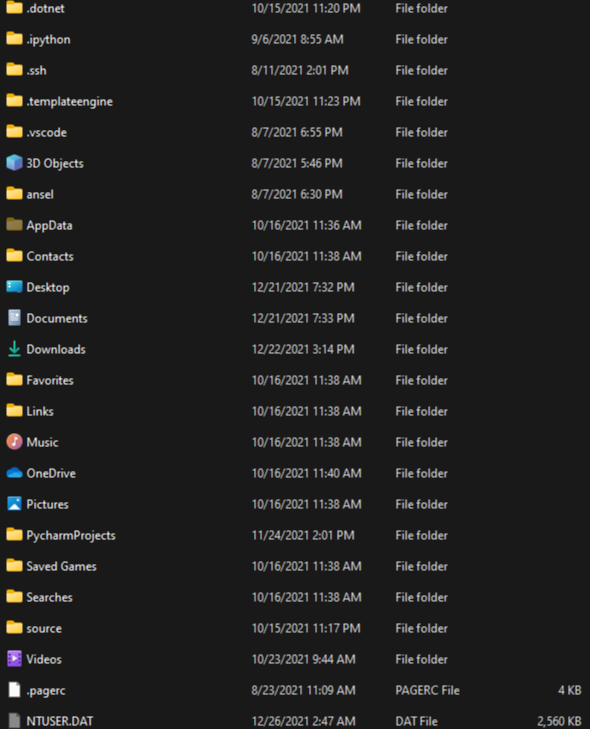 .dotnet 10/15/2021 11:20 PM File folder
.ipython 9/6/2021 8:55 AM File folder
.ssh 8/11/2021 2:01 PM File folder
.templateengine 10/15/2021 11:23 PM File folder
.vscode 8/7/2021 6:55 PM File folder
3D Objects 8/7/2021 5:46 PM File folder
ansel 8/7/2021 6:30 PM File folder
AppData 10/16/2021 11:36 AM File folder
Contacts 10/16/2021 11:38 AM File folder
Desktop 12/21/2021 7:32 PM File folder
Documents 12/21/2021 7:33 PM File folder
Downloads 12/22/2021 3:14 PM File folder
Favorites 10/16/2021 11:38 AM File folder
Links 10/16/2021 11:38 AM File folder
Music 10/16/2021 11:38 AM File folder
OneDrive 10/16/2021 11:40 AM File folder
Pictures 10/16/2021 11:38 AM File folder
PycharmProjects 11/24/2021 2:01 PM File folder
Saved Games 10/16/2021 11:38 AM File folder
Searches 10/16/2021 11:38 AM File folder
source 10/15/2021 11:17 PM File folder
Videos 10/23/2021 9:44 AM File folder
.pagerc 8/23/2021 11:09 AM PAGERC File 4 KB
NTUSER.DAT 12/26/2021 2:47 AM DAT File 2,560 KB